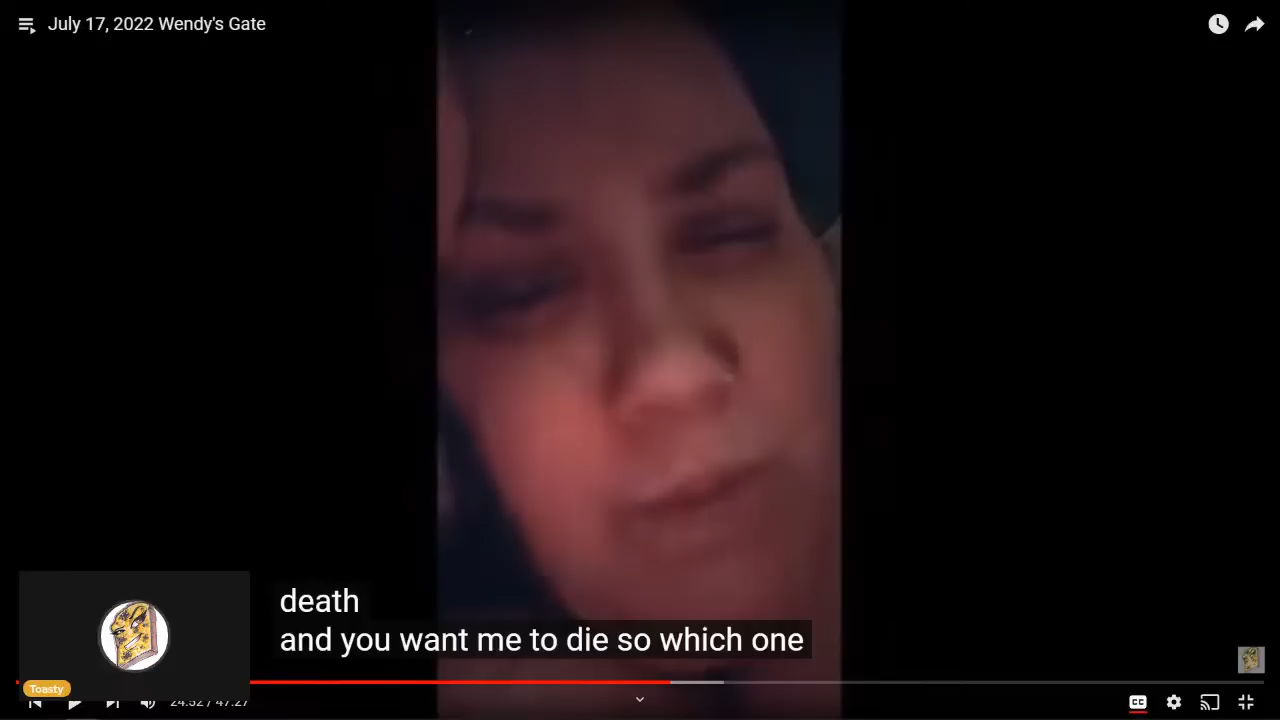 July 17, 2022 Wendy's Gate
death
and you want me to die so which one
Toasty
24:52 / 47:27
CC